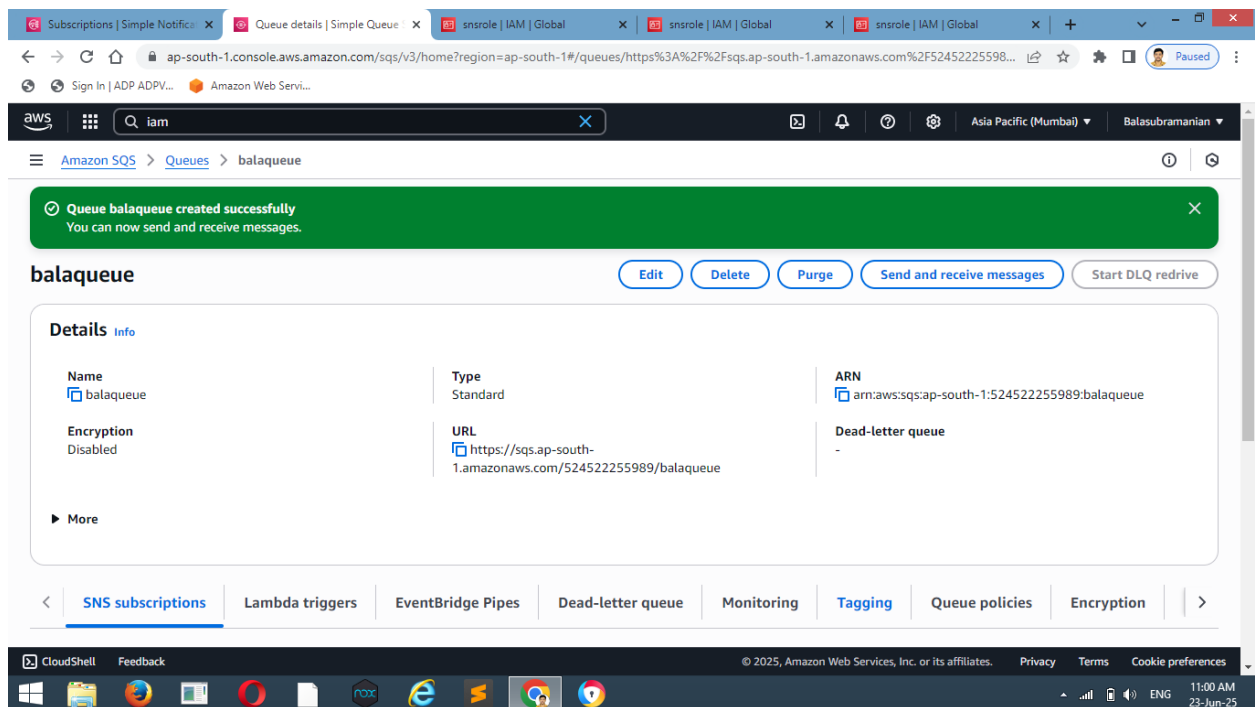 Subscriptions | Simple Notifica
Queue details | Simple Queue
snsrole | IAM | Global
snsrole | IAM | Global
snsrole | IAM | Global
ap-south-1.console.aws.amazon.com/sqs/v3/home?region=ap-south-1#/queues/https%3A%2F%2Fsqs.ap-south-1.amazonaws.com%2F52452225598...
Paused
Sign In | ADP ADPV...
Amazon Web Servi...
aws
iam
Asia Pacific (Mumbai)
Balasubramanian
Amazon SQS
Queues
balaqueue
Queue balaqueue created successfully
You can now send and receive messages.
balaqueue
Edit
Delete
Purge
Send and receive messages
Start DLQ redrive
Details
Info
Name
balaqueue
Type
Standard
ARN
arn:aws:sqs:ap-south-1:524522255989:balaqueue
Encryption
Disabled
URL
https://sqs.ap-south-
1.amazonaws.com/524522255989/balaqueue
Dead-letter queue
-
More
SNS subscriptions
Lambda triggers
EventBridge Pipes
Dead-letter queue
Monitoring
Tagging
Queue policies
Encryption
CloudShell
Feedback
© 2025, Amazon Web Services, Inc. or its affiliates.
Privacy
Terms
Cookie preferences
nox
ENG
11:00 AM
23-Jun-25